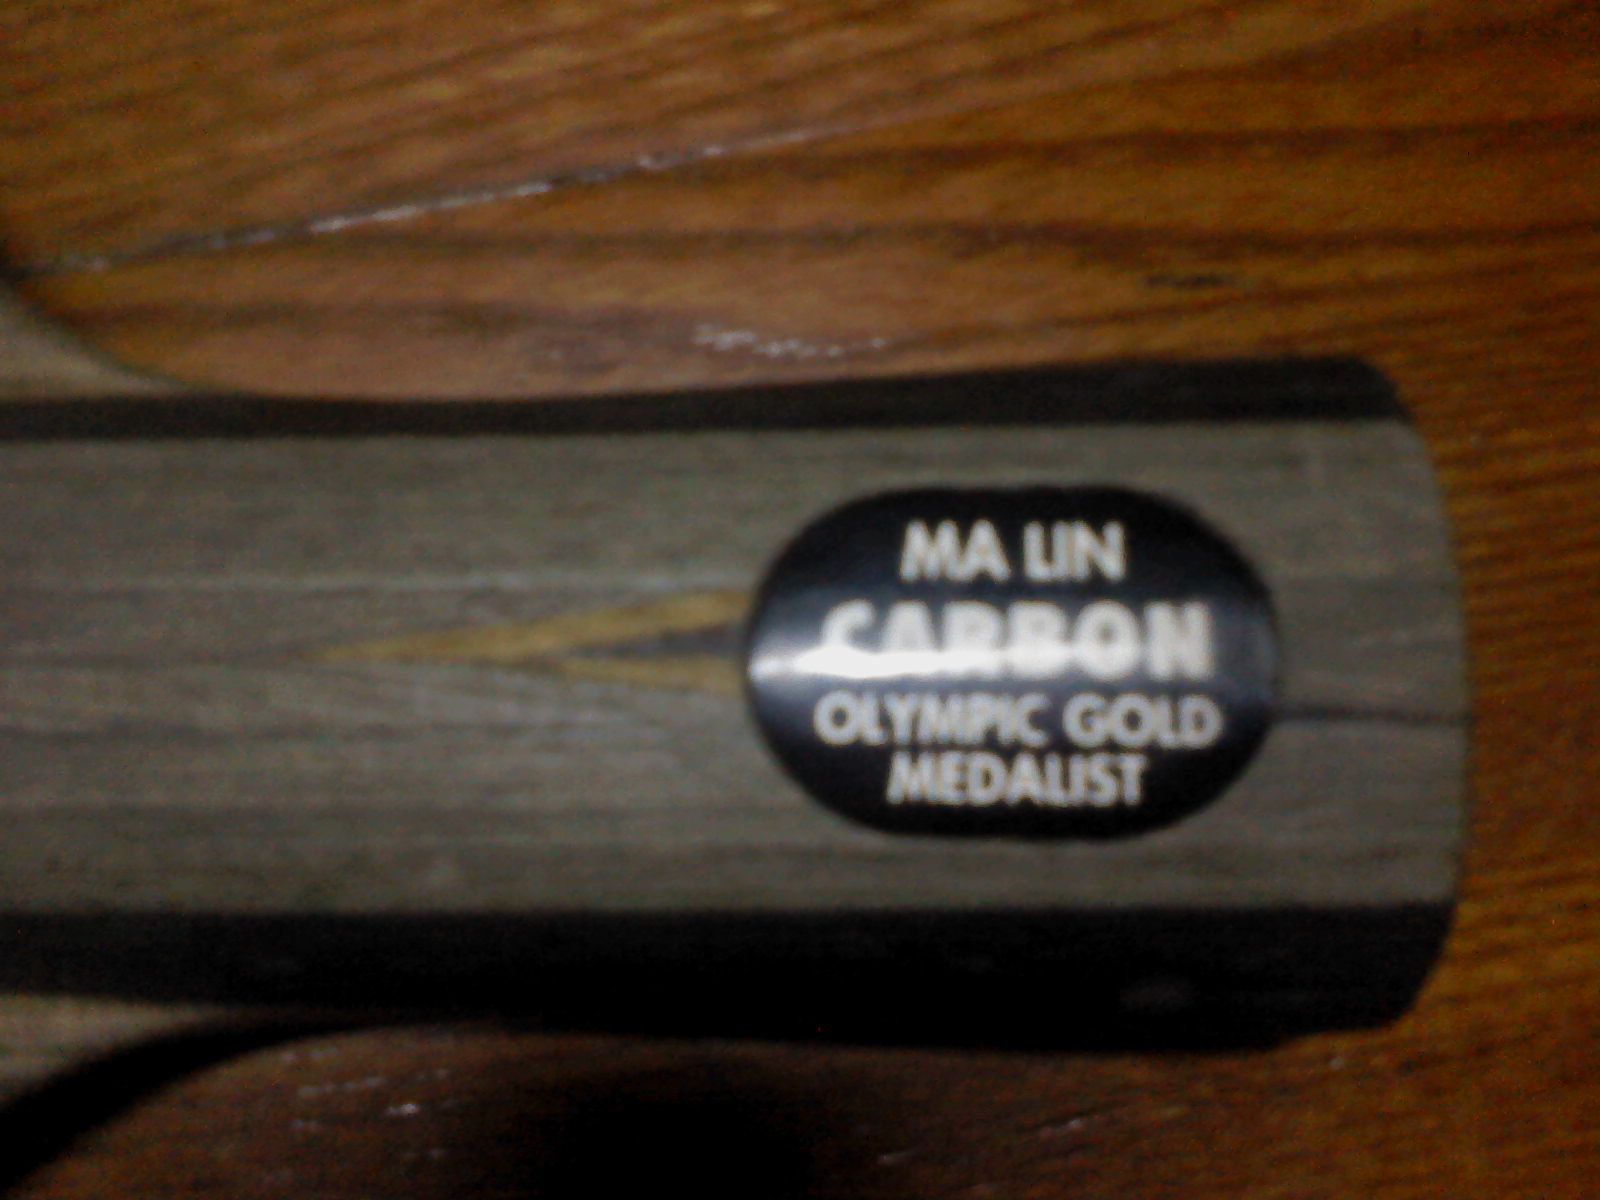 MA LIN
CARBON
OLYMPIC GOLD
MEDALIST